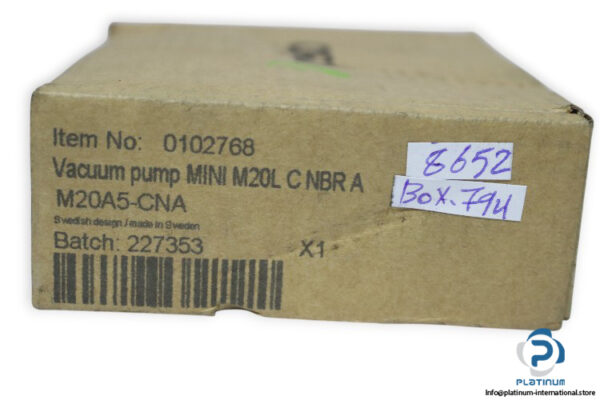 Item No: 0102768
Vacuum pump MINI M20L C NBR A
M20A5-CNA
Swedish design / made in Sweden
Batch: 227353 X1
8652
Box.794
PLATINUM
Info@platinum-international.store